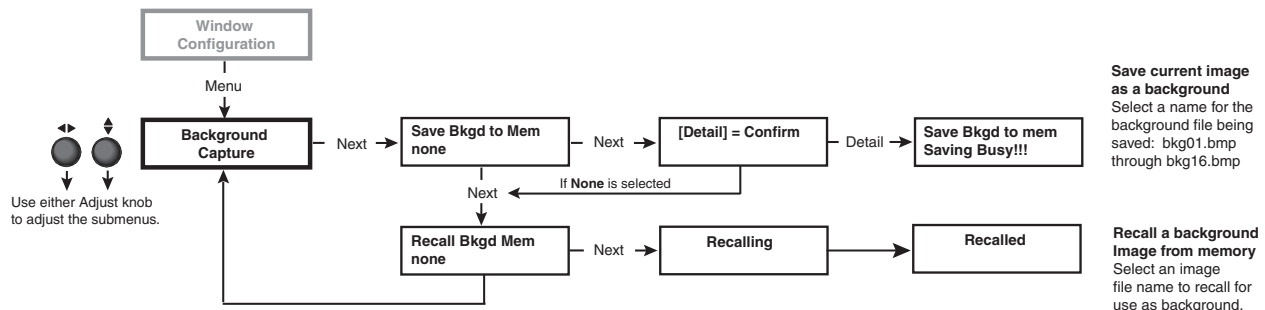 Window
Configuration
Menu
Background
Capture
Next
Save Bkgd to Mem
none
Next
[Detail] = Confirm
Detail
Save Bkgd to mem
Saving Busy!!!
Save current image
as a background
Select a name for the
background file being
saved: bkg01.bmp
through bkg16.bmp
Use either Adjust knob
to adjust the submenus.
If None is selected
Next
Recall Bkgd Mem
none
Next
Recalling
Recalled
Recall a background
Image from memory
Select an image
file name to recall for
use as background.